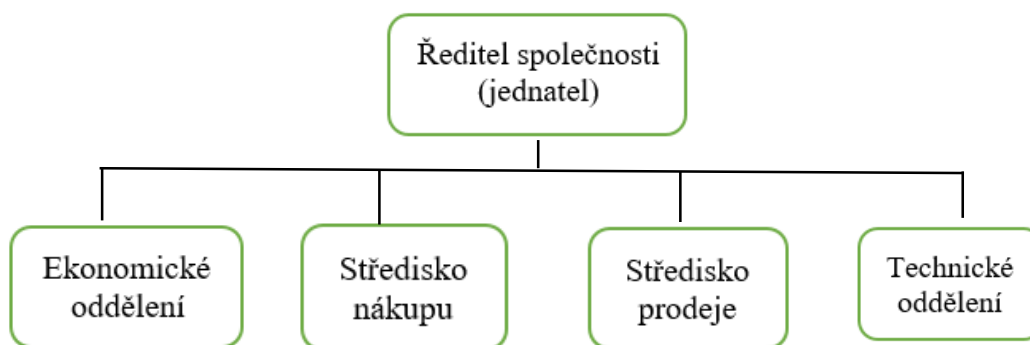 Ředitel společnosti
(jednatel)
Ekonomické
oddělení
Středisko
nákupu
Středisko
prodeje
Technické
oddělení